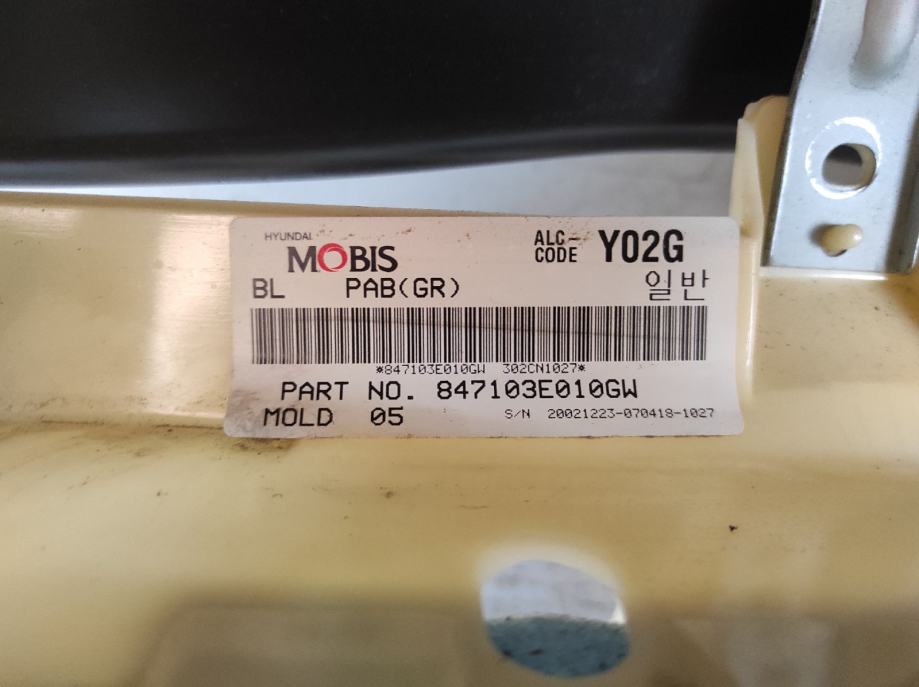 HYUNDAI
MOBIS
ALC-CODE Y02G
BL PAB(GR) 일반
*847103E010GW 302CN1027*
PART NO. 847103E010GW
MOLD 05 S/N 20021223-070418-1027